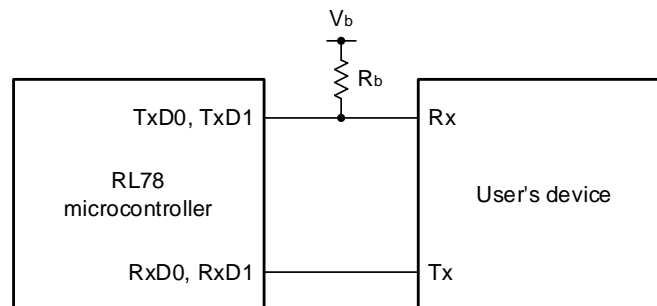 Vb
Rb
TxD0, TxD1
Rx
RL78
microcontroller
User's device
RxD0, RxD1
Tx